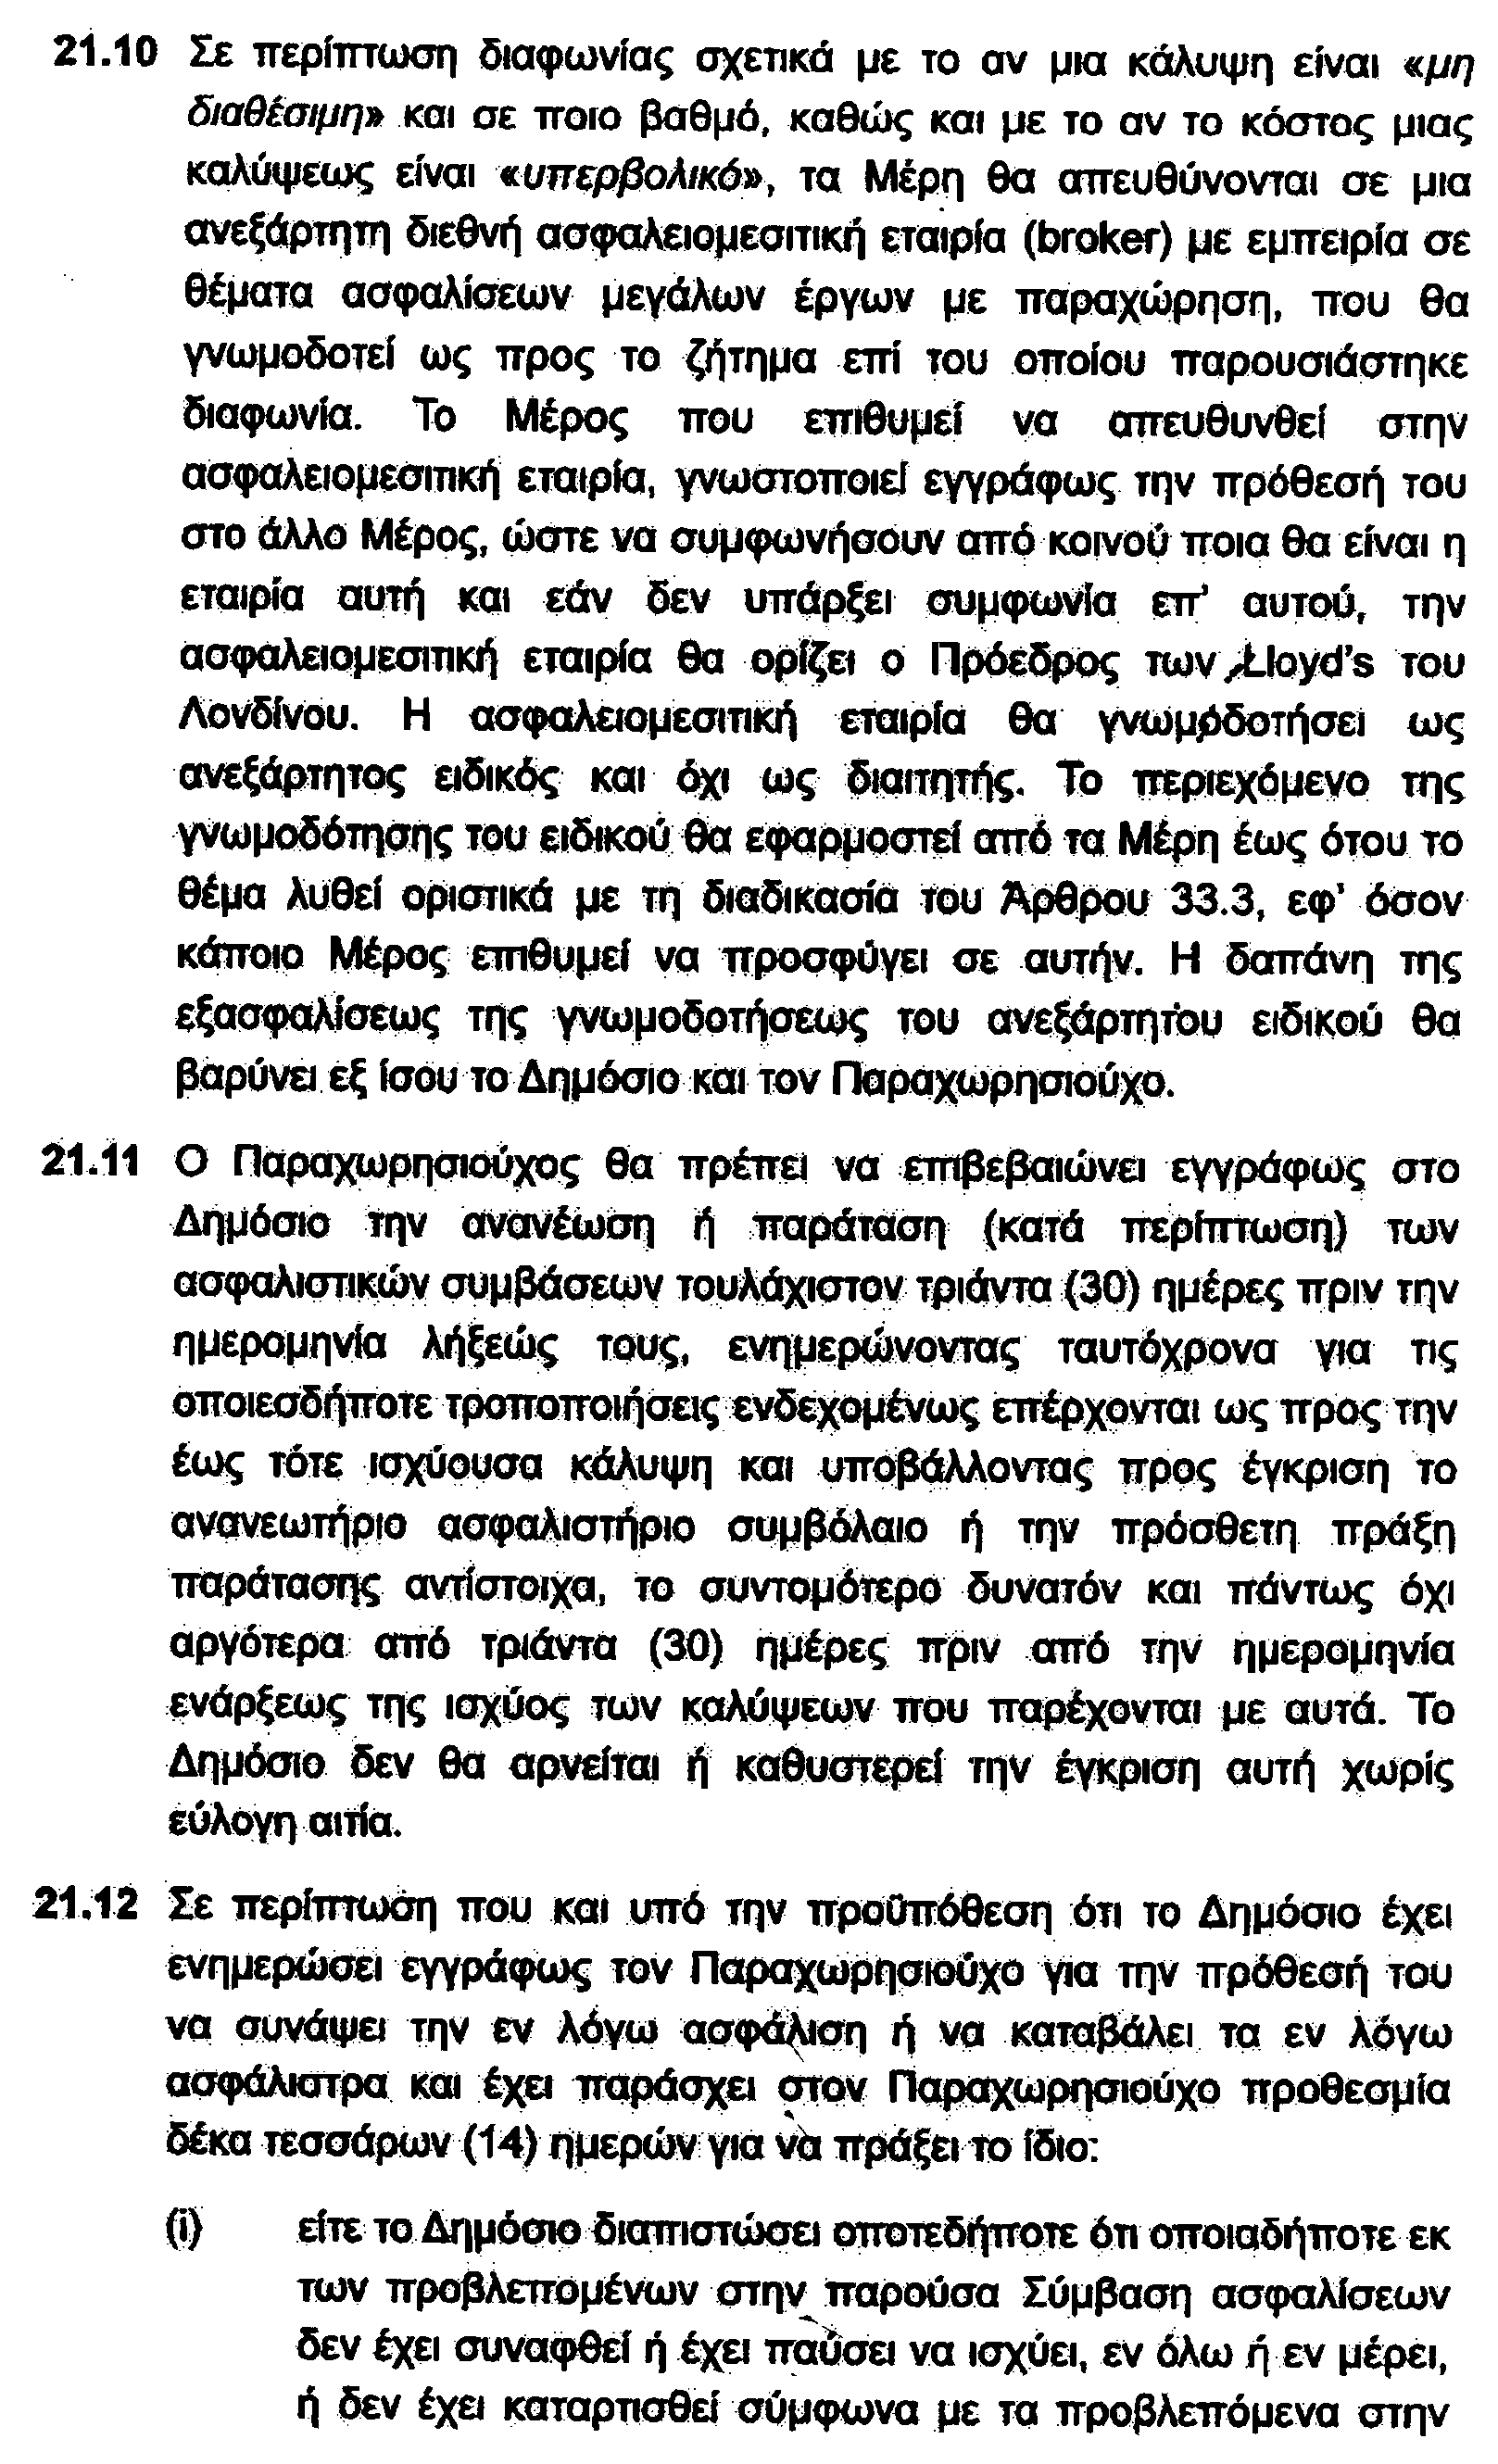 21.10 Σε περίπτωση διαφωνίας σχετικά με το αν μια κάλυψη είναι «μη
διαθέσιμη» και σε ποιο βαθμό, καθώς και με το αν το κόστος μιας
καλύψεως είναι «υπερβολικό», τα Μέρη θα απευθύνονται σε μια
ανεξάρτητη διεθνή ασφαλειομεσιτική εταιρία (broker) με εμπειρία σε
θέματα ασφαλίσεων μεγάλων έργων με παραχώρηση, που θα
γνωμοδοτεί ως προς το ζήτημα επί του οποίου παρουσιάστηκε
διαφωνία. Το Μέρος που επιθυμεί να απευθυνθεί στην
ασφαλειομεσιτική εταιρία, γνωστοποιεί εγγράφως την πρόθεσή του
στο άλλο Μέρος, ώστε να συμφωνήσουν από κοινού ποια θα είναι η
εταιρία αυτή και εάν δεν υπάρξει συμφωνία επ' αυτού, την
ασφαλειομεσιτική εταιρία θα ορίζει ο Πρόεδρος των Lloyd's του
Λονδίνου. Η ασφαλειομεσιτική εταιρία θα γνωμοδοτήσει ως
ανεξάρτητος ειδικός και όχι ως διαιτητής. Το περιεχόμενο της
γνωμοδότησης του ειδικού θα εφαρμοστεί από τα Μέρη έως ότου το
θέμα λυθεί οριστικά με τη διαδικασία του Άρθρου 33.3, εφ' όσον
κάποιο Μέρος επιθυμεί να προσφύγει σε αυτήν. Η δαπάνη της
εξασφαλίσεως της γνωμοδοτήσεως του ανεξάρτητου ειδικού θα
βαρύνει εξ ίσου το Δημόσιο και τον Παραχωρησιούχο.
21.11 Ο Παραχωρησιούχος θα πρέπει να επιβεβαιώνει εγγράφως στο
Δημόσιο την ανανέωση ή παράταση (κατά περίπτωση) των
ασφαλιστικών συμβάσεων τουλάχιστον τριάντα (30) ημέρες πριν την
ημερομηνία λήξεώς τους, ενημερώνοντας ταυτόχρονα για τις
οποιεσδήποτε τροποποιήσεις ενδεχομένως επέρχονται ως προς την
έως τότε ισχύουσα κάλυψη και υποβάλλοντας προς έγκριση το
ανανεωτήριο ασφαλιστήριο συμβόλαιο ή την πρόσθετη πράξη
παράτασης αντίστοιχα, το συντομότερο δυνατόν και πάντως όχι
αργότερα από τριάντα (30) ημέρες πριν από την ημερομηνία
ενάρξεως της ισχύος των καλύψεων που παρέχονται με αυτά. Το
Δημόσιο δεν θα αρνείται ή καθυστερεί την έγκριση αυτή χωρίς
εύλογη αιτία.
21.12 Σε περίπτωση που και υπό την προϋπόθεση ότι το Δημόσιο έχει
ενημερώσει εγγράφως τον Παραχωρησιούχο για την πρόθεσή του
να συνάψει την εν λόγω ασφάλιση ή να καταβάλει τα εν λόγω
ασφάλιστρα και έχει παράσχει στον Παραχωρησιούχο προθεσμία
δέκα τεσσάρων (14) ημερών για να πράξει το ίδιο:
(i) είτε το Δημόσιο διαπιστώσει οποτεδήποτε ότι οποιαδήποτε εκ
των προβλεπομένων στην παρούσα Σύμβαση ασφαλίσεων
δεν έχει συναφθεί ή έχει παύσει να ισχύει, εν όλω ή εν μέρει,
ή δεν έχει καταρτισθεί σύμφωνα με τα προβλεπόμενα στην